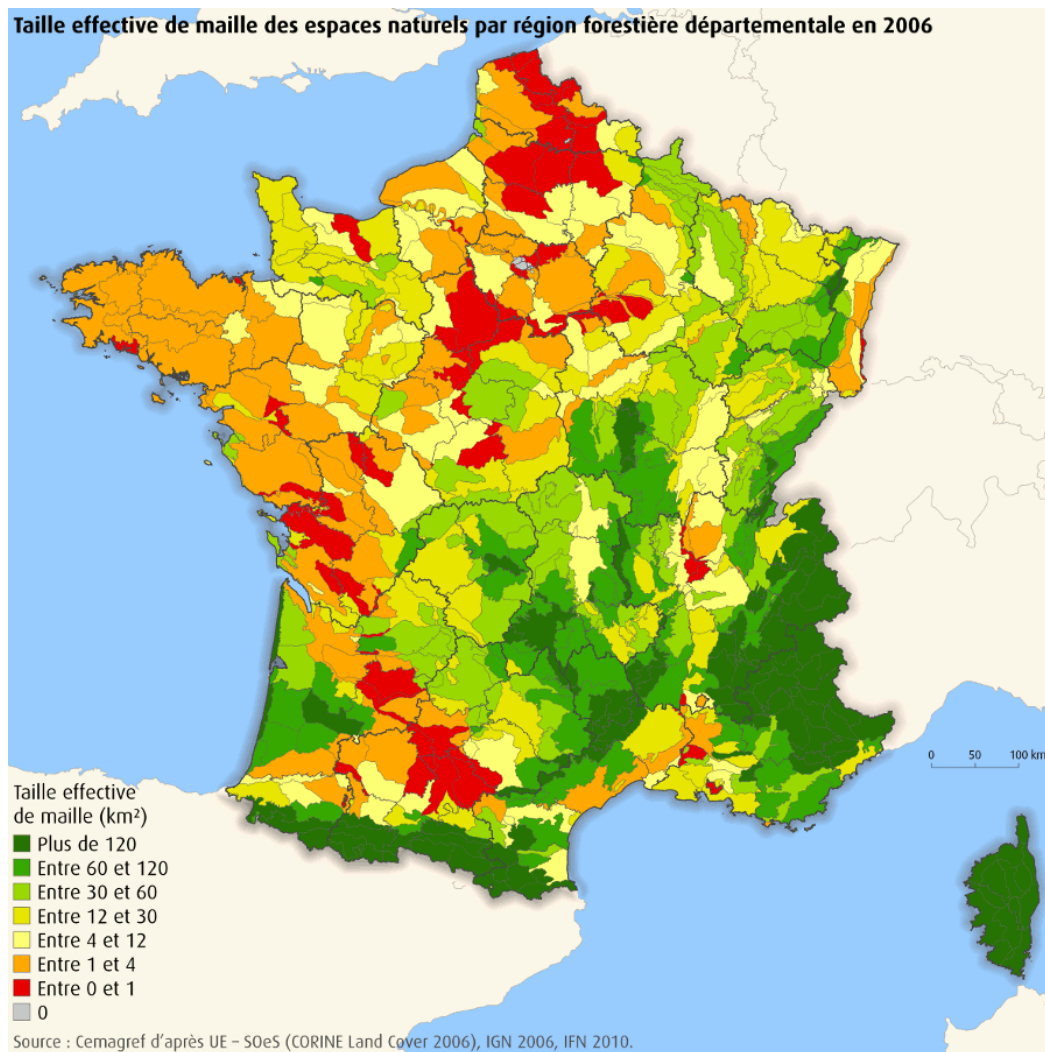 Taille effective de maille des espaces naturels par région forestière départementale en 2006
0 50 100 km
Taille effective
de maille (km²)
Plus de 120
Entre 60 et 120
Entre 30 et 60
Entre 12 et 30
Entre 4 et 12
Entre 1 et 4
Entre 0 et 1
0
Source : Cemagref d'après UE – SOeS (CORINE Land Cover 2006), IGN 2006, IFN 2010.